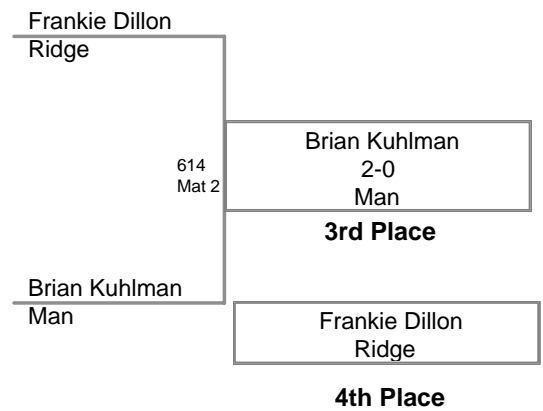 Frankie Dillon
Ridge
614
Mat 2
Brian Kuhlman
2-0
Man
3rd Place
Brian Kuhlman
Man
Frankie Dillon
Ridge
4th Place